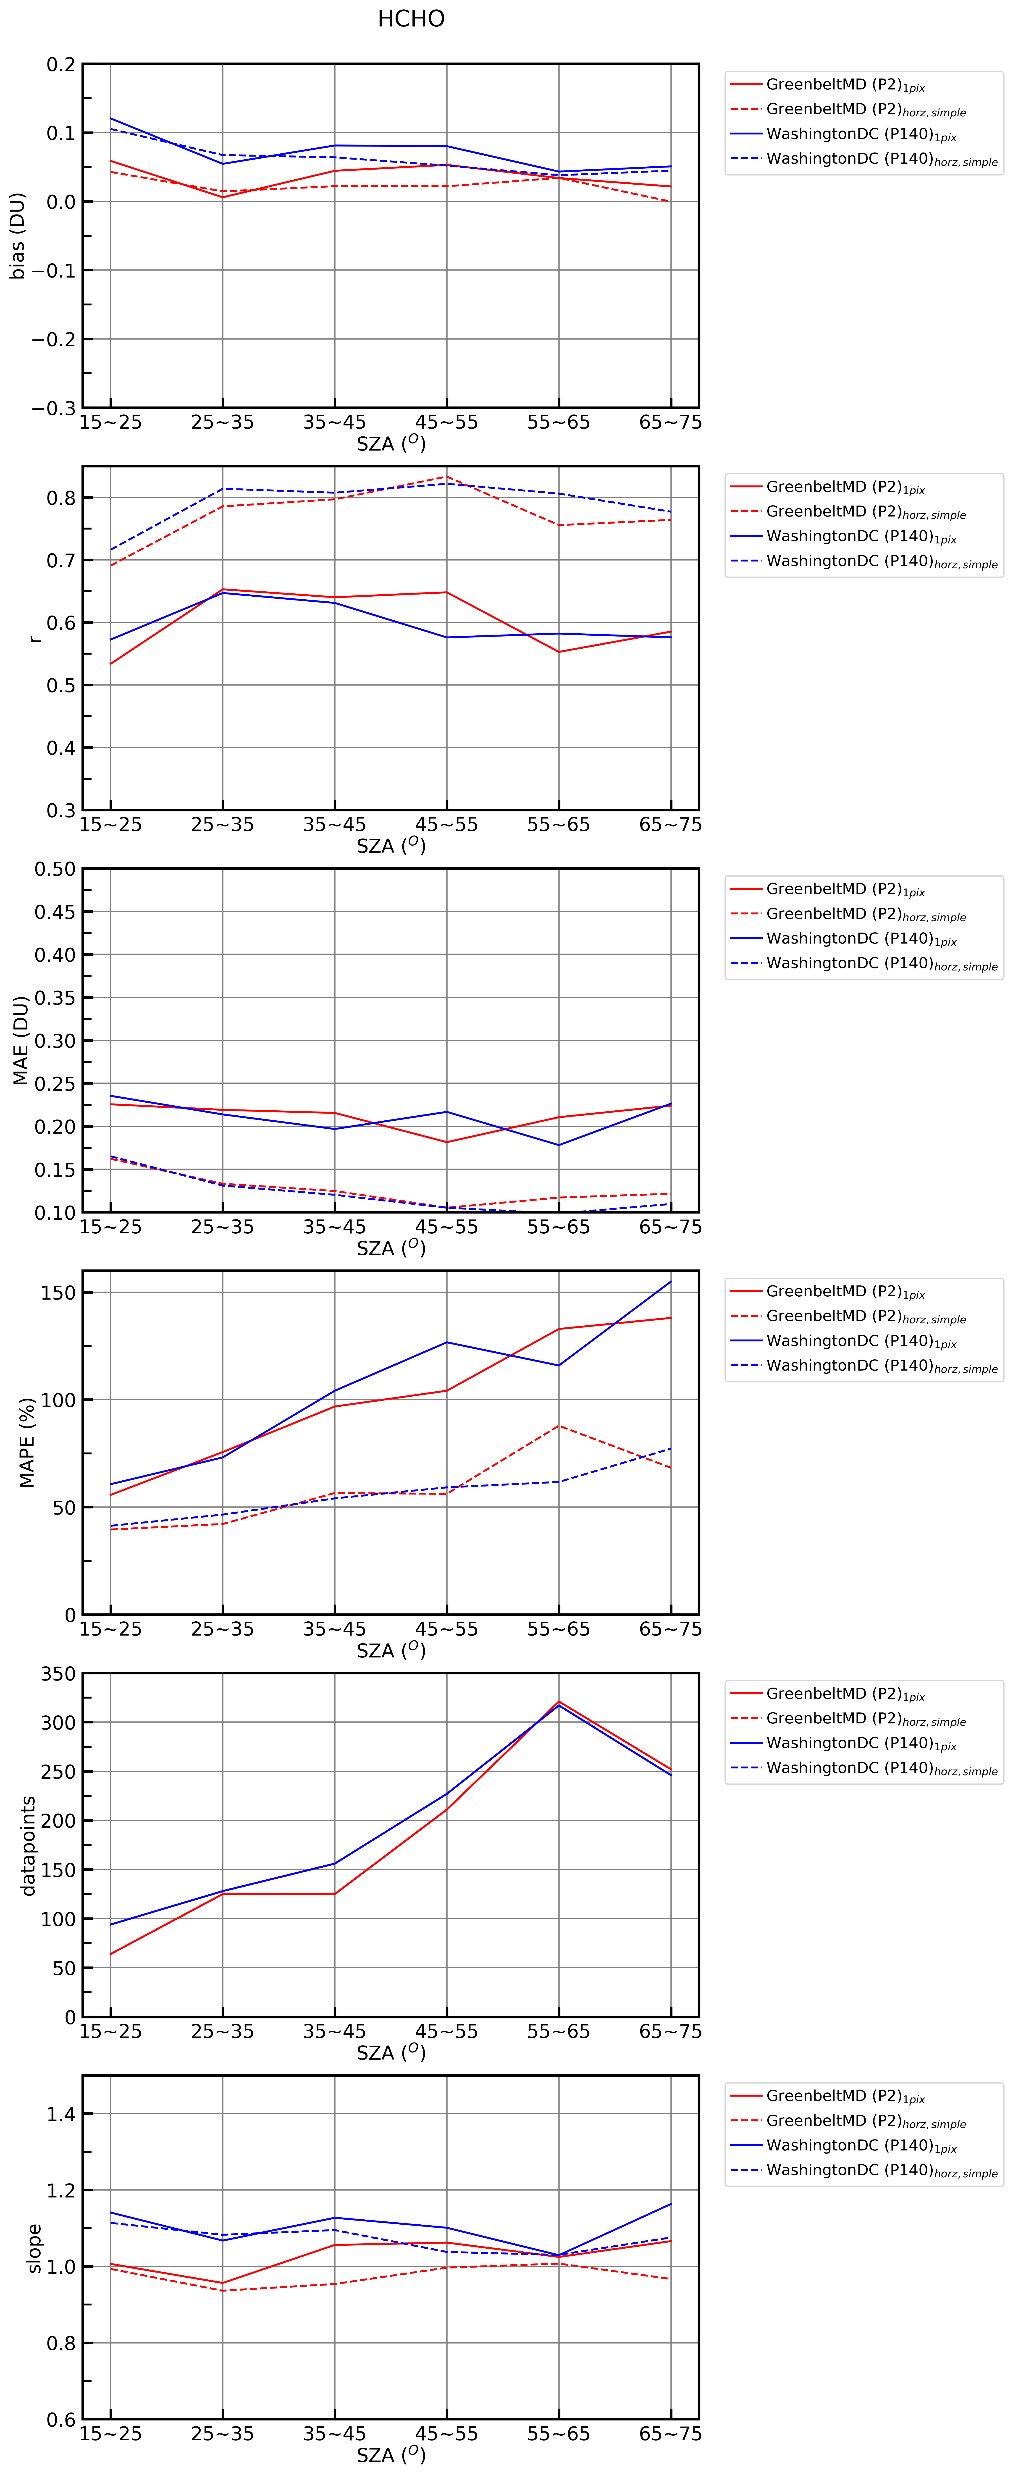 HCHO
0.2
0.1
0.0
−0.1
−0.2
−0.3
bias (DU)
15~25 25~35 35~45 45~55 55~65 65~75
SZA (O)
GreenbeltMD (P2)1pix
GreenbeltMD (P2)horz,simple
WashingtonDC (P140)1pix
WashingtonDC (P140)horz,simple
0.8
0.7
0.6
0.5
0.4
0.3
r
15~25 25~35 35~45 45~55 55~65 65~75
SZA (O)
GreenbeltMD (P2)1pix
GreenbeltMD (P2)horz,simple
WashingtonDC (P140)1pix
WashingtonDC (P140)horz,simple
0.50
0.45
0.40
0.35
0.30
0.25
0.20
0.15
0.10
MAE (DU)
15~25 25~35 35~45 45~55 55~65 65~75
SZA (O)
GreenbeltMD (P2)1pix
GreenbeltMD (P2)horz,simple
WashingtonDC (P140)1pix
WashingtonDC (P140)horz,simple
150
100
50
0
MAPE (%)
15~25 25~35 35~45 45~55 55~65 65~75
SZA (O)
GreenbeltMD (P2)1pix
GreenbeltMD (P2)horz,simple
WashingtonDC (P140)1pix
WashingtonDC (P140)horz,simple
350
300
250
200
150
100
50
0
datapoints
15~25 25~35 35~45 45~55 55~65 65~75
SZA (O)
GreenbeltMD (P2)1pix
GreenbeltMD (P2)horz,simple
WashingtonDC (P140)1pix
WashingtonDC (P140)horz,simple
1.4
1.2
1.0
0.8
0.6
slope
15~25 25~35 35~45 45~55 55~65 65~75
SZA (O)
GreenbeltMD (P2)1pix
GreenbeltMD (P2)horz,simple
WashingtonDC (P140)1pix
WashingtonDC (P140)horz,simple